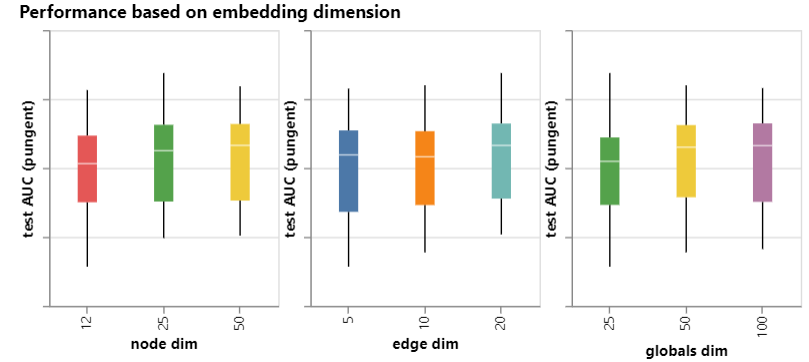 Performance based on embedding dimension
test AUC (pungent)
12
25
50
node dim
test AUC (pungent)
5
10
20
edge dim
test AUC (pungent)
25
50
100
globals dim